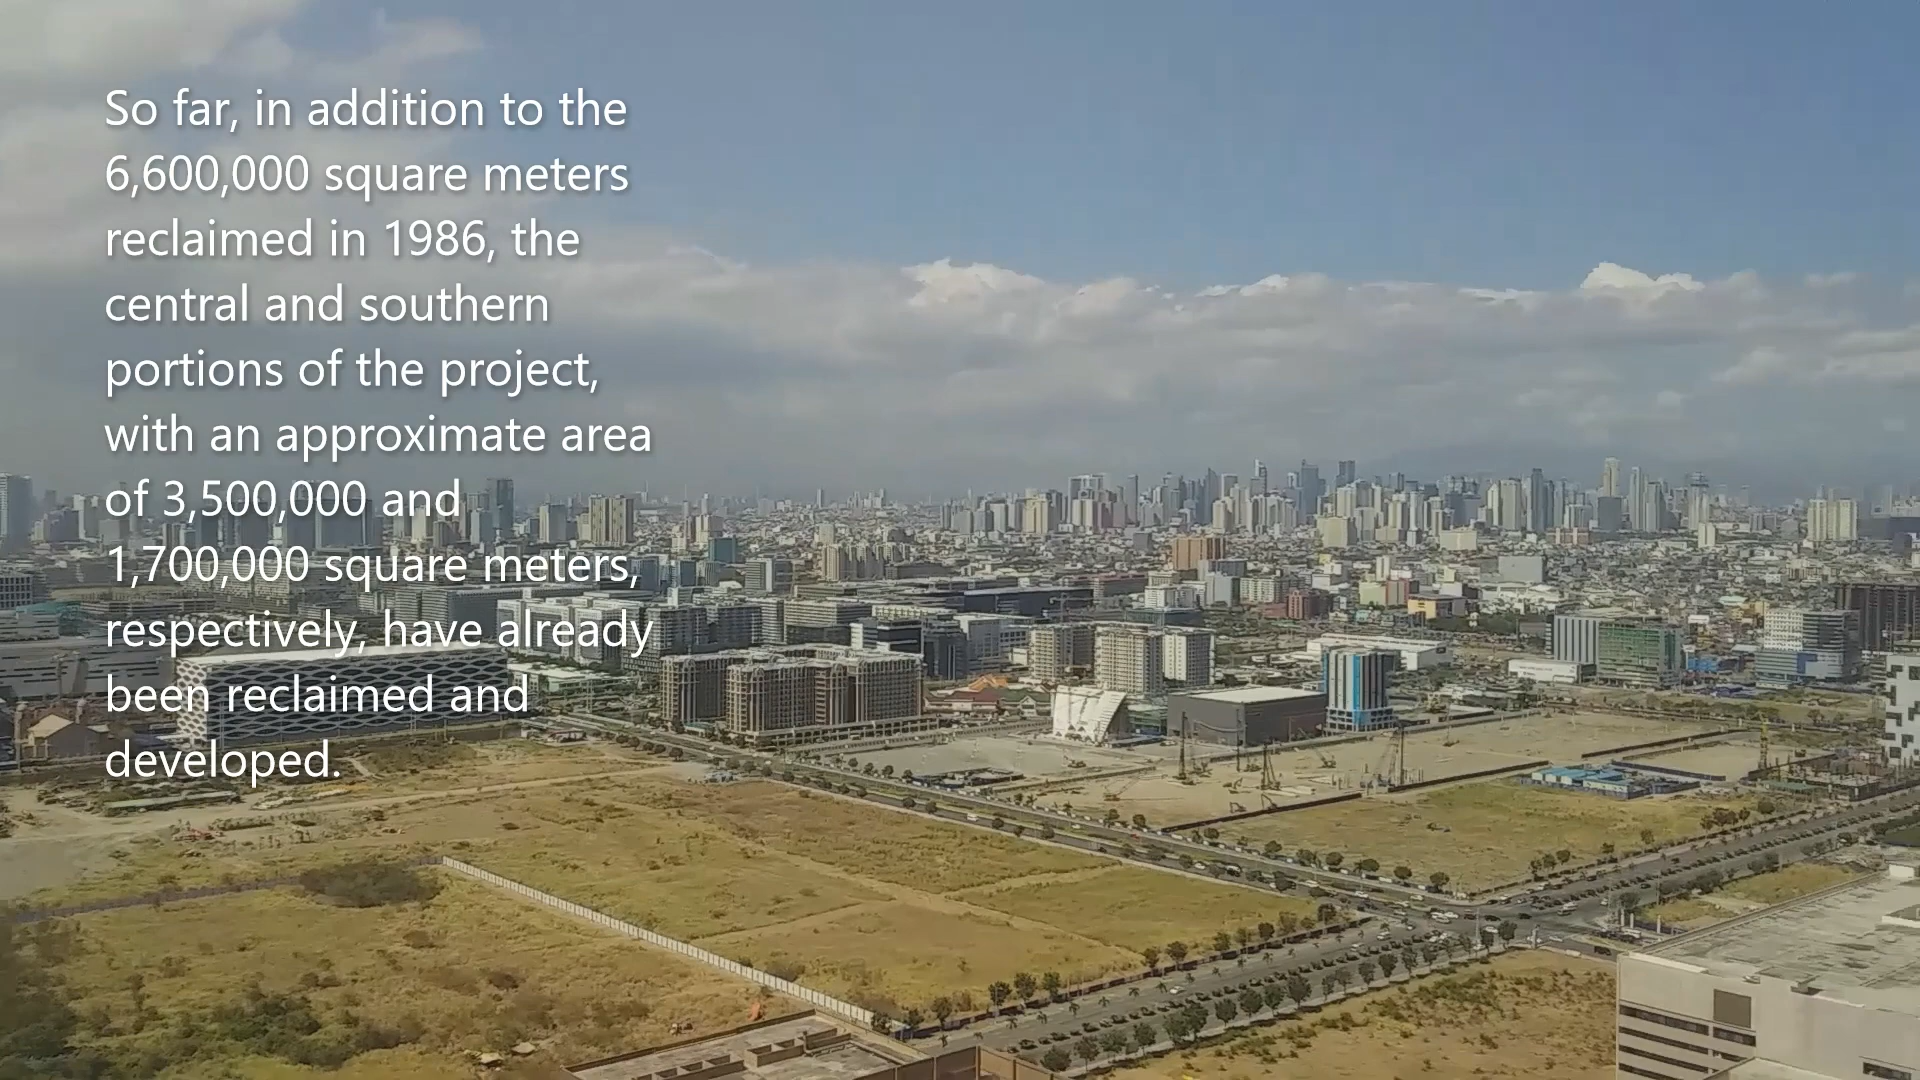 So far, in addition to the
6,600,000 square meters
reclaimed in 1986, the
central and southern
portions of the project,
with an approximate area
of 3,500,000 and
1,700,000 square meters,
respectively, have already
been reclaimed and
developed.